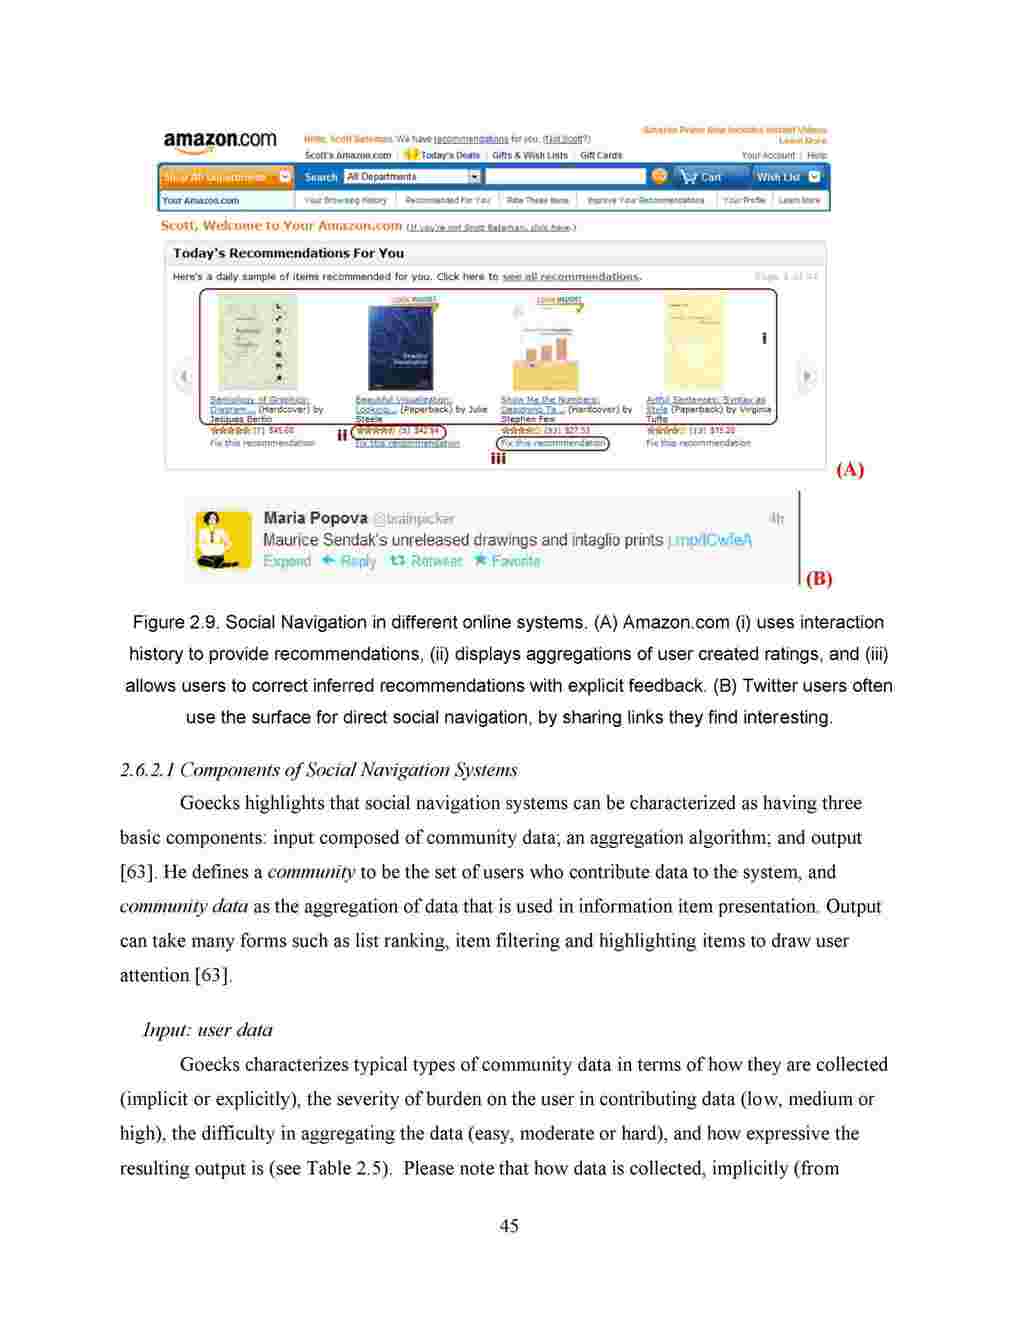 amazon.com
Hello, Scott Bateman. We have recommendations for you. (Not Scott?)
Amazon Prime Now Includes Instant Videos
Learn More
Scott's Amazon.com | Today's Deals | Gifts & Wish Lists | Gift Cards
Your Account | Help
Shop All Departments
Search All Departments
Cart
Wish List
Your Amazon.com
Your Browsing History | Recommended For You | Rate These Items | Improve Your Recommendations | Your Profile | Learn More
Scott, Welcome to Your Amazon.com (If you're not Scott Bateman, click here.)
Today's Recommendations For You
Here's a daily sample of items recommended for you. Click here to see all recommendations.
LOOK INSIDE!
LOOK INSIDE!
i
Semiology of Graphics: Diagram... (Hardcover) by Jacques Bertin
(7) $45.60
Fix this recommendation
Beautiful Visualization: Looking... (Paperback) by Julie Steele
ii
(5)
Fix this recommendation
Show Me the Numbers: Designing Ta... (Hardcover) by Stephen Few
Fix this recommendation
iii
Artful Sentences: Syntax as Style (Paperback) by Virginia Tufte
Fix this recommendation
(A)
Maria Popova @brainpicker
4h
Maurice Sendak's unreleased drawings and intaglio prints
Expand Reply Retweet Favorite
(B)
Figure 2.9. Social Navigation in different online systems. (A) Amazon.com (i) uses interaction
history to provide recommendations, (ii) displays aggregations of user created ratings, and (iii)
allows users to correct inferred recommendations with explicit feedback. (B) Twitter users often
use the surface for direct social navigation, by sharing links they find interesting.
2.6.2.1 Components of Social Navigation Systems
Goecks highlights that social navigation systems can be characterized as having three
basic components: input composed of community data; an aggregation algorithm; and output
[63]. He defines a community to be the set of users who contribute data to the system, and
community data as the aggregation of data that is used in information item presentation. Output
can take many forms such as list ranking, item filtering and highlighting items to draw user
attention [63].
Input: user data
Goecks characterizes typical types of community data in terms of how they are collected
(implicit or explicitly), the severity of burden on the user in contributing data (low, medium or
high), the difficulty in aggregating the data (easy, moderate or hard), and how expressive the
resulting output is (see Table 2.5). Please note that how data is collected, implicitly (from
45